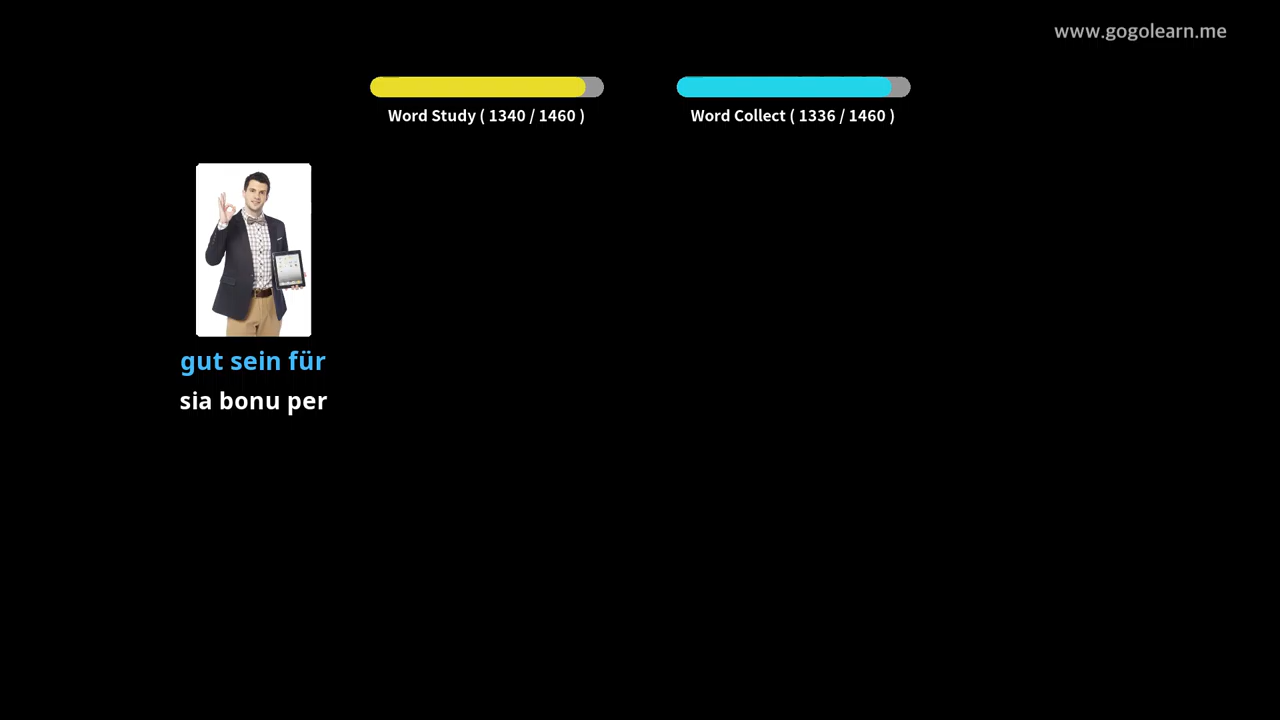 www.gogolearn.me
Word Study ( 1340 / 1460 )
Word Collect ( 1336 / 1460 )
gut sein für
sia bonu per